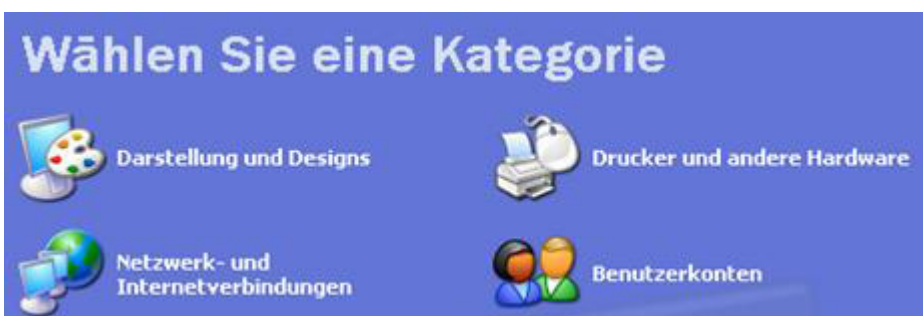 Wählen Sie eine Kategorie
Darstellung und Designs
Drucker und andere Hardware
Netzwerk- und
Internetverbindungen
Benutzerkonten